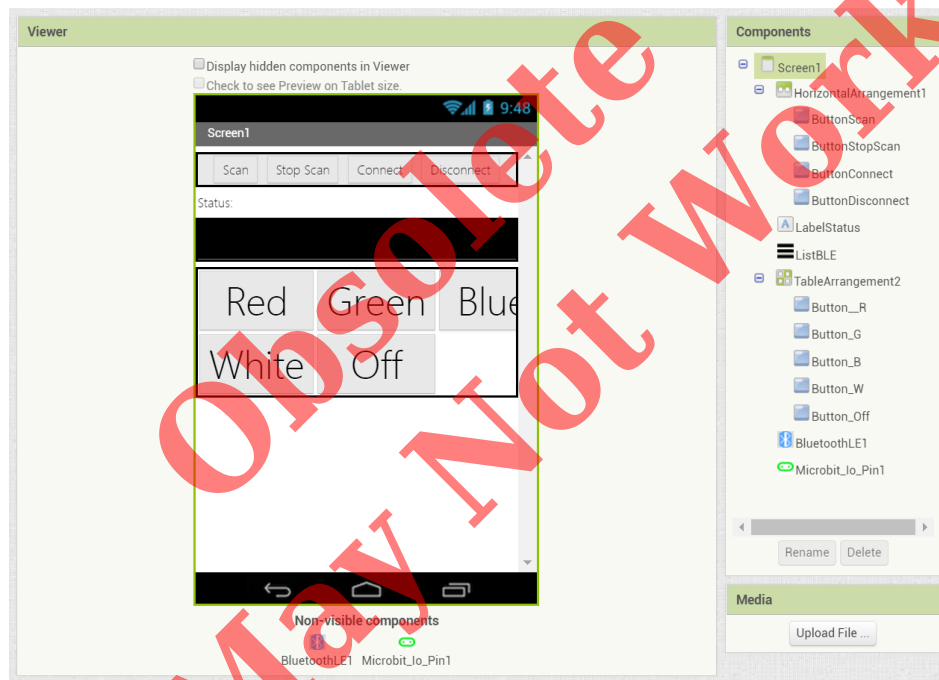 Viewer
Display hidden components in Viewer
Check to see Preview on Tablet size.
9:48
Screen1
Scan Stop Scan Connect Disconnect
Status:
Red Green Blue
White Off
Non-visible components
BluetoothLE1 Microbit_Io_Pin1
Components
Screen1
HorizontalArrangement1
ButtonScan
ButtonStopScan
ButtonConnect
ButtonDisconnect
A LabelStatus
ListBLE
TableArrangement2
Button__R
Button_G
Button_B
Button_W
Button_Off
BluetoothLE1
Microbit_Io_Pin1
Rename Delete
Media
Upload File ...
Obsolete
May Not Work